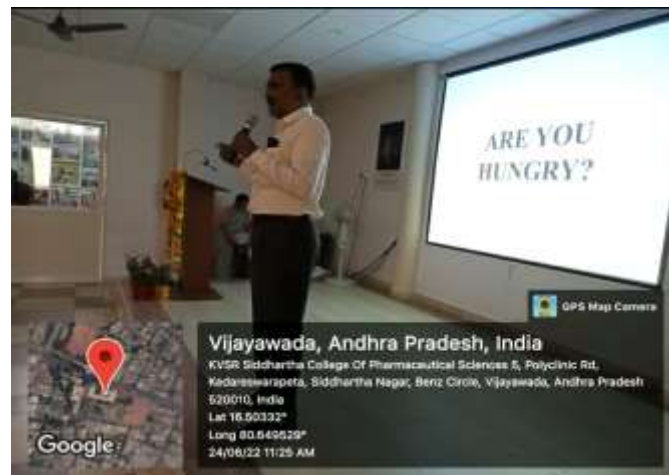 ARE YOU
HUNGRY?
GPS Map Camera
Vijayawada, Andhra Pradesh, India
KVSR Siddhartha College Of Pharmaceutical Sciences 5, Polyclinic Rd,
Kedareswarapeta, Siddhartha Nagar, Benz Circle, Vijayawada, Andhra Pradesh
520010, India
Lat 16.50332°
Long 80.649529°
24/06/22 11:25 AM
Google